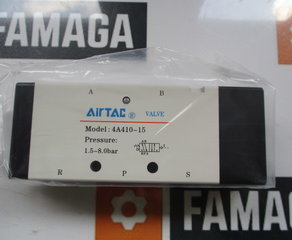 FAMAGA
A B
AIRTAC ® VALVE
Model: 4A410-15
Pressure:
1.5-8.0bar
R P S
FAMAGA